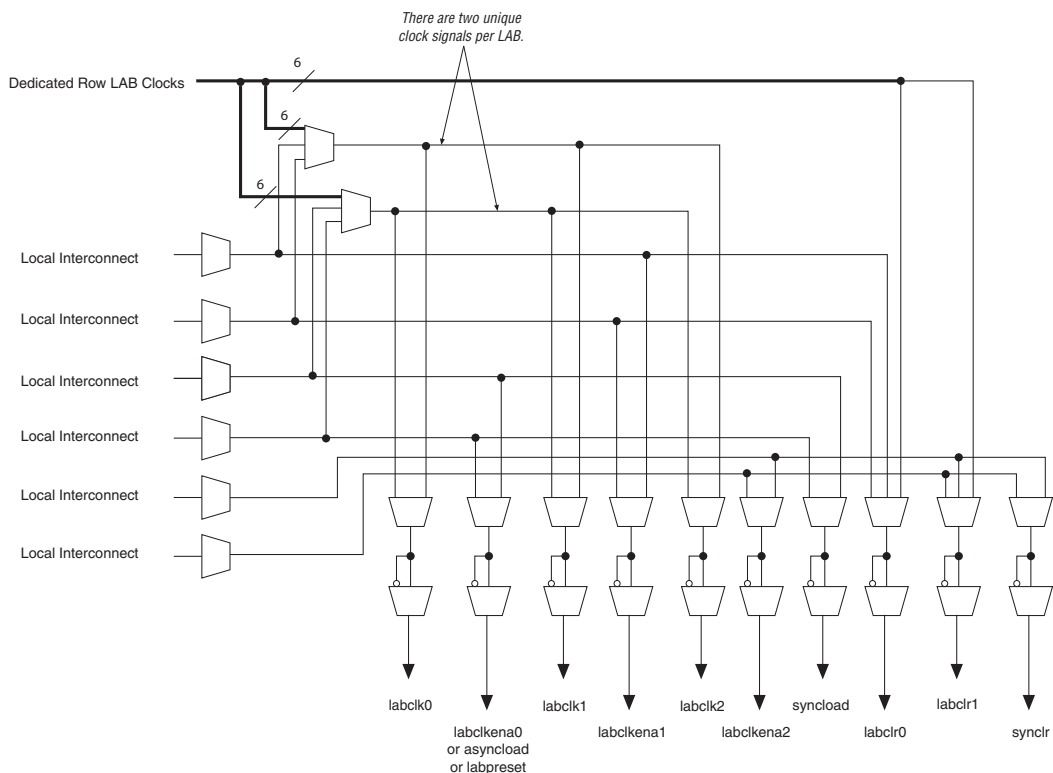 There are two unique
clock signals per LAB.
6
Dedicated Row LAB Clocks
6
6
Local Interconnect
Local Interconnect
Local Interconnect
Local Interconnect
Local Interconnect
Local Interconnect
labclk0
labclk1
labclk2
syncload
labclr1
labclkena0
or asyncload
or labpreset
labclkena1
labclkena2
labclr0
synclr